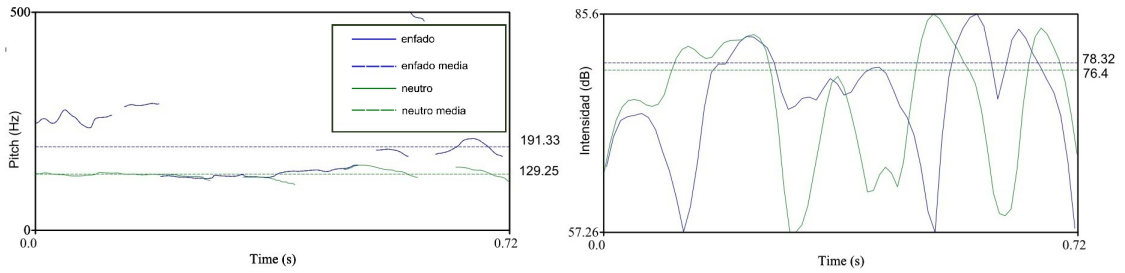 500
Pitch (Hz)
0
0.0
0.72
Time (s)
enfado
enfado media
neutro
neutro media
191.33
129.25
85.6
Intensidad (dB)
57.26
0.0
0.72
Time (s)
78.32
76.4